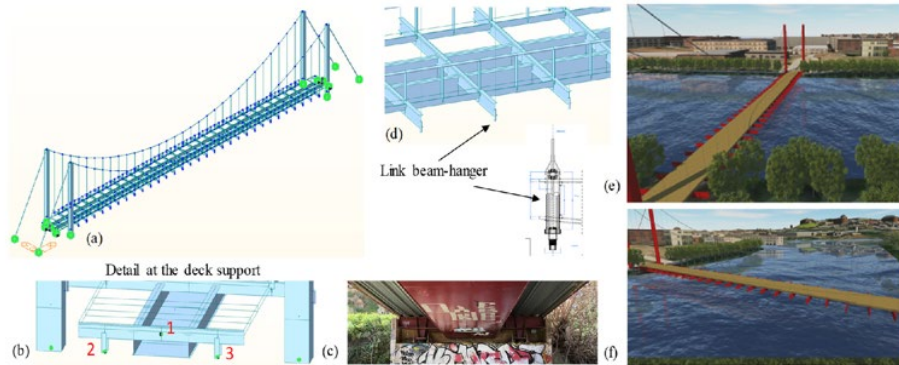 (a)
Detail at the deck support
(b)
2
1
3
(c)
(d)
Link beam-hanger
(e)
(f)